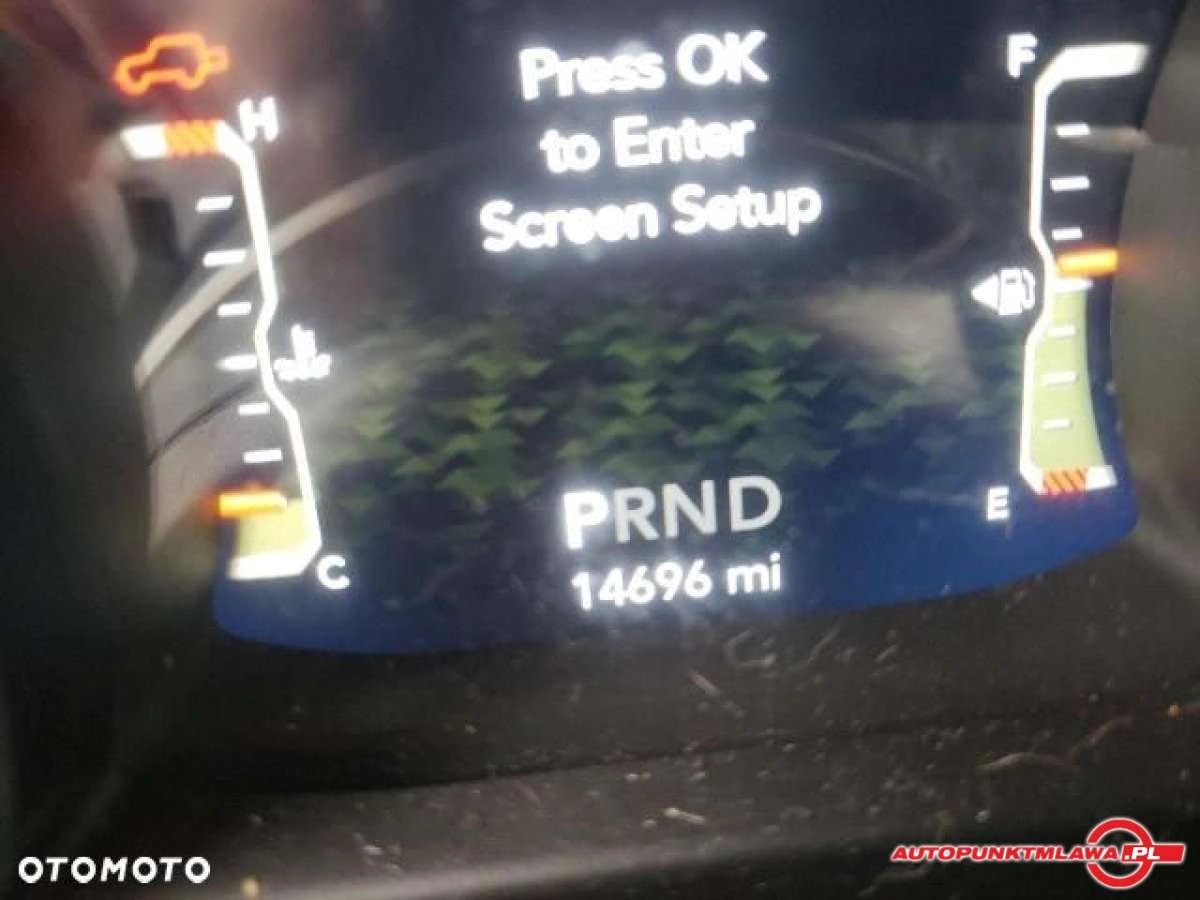 Press OK
to Enter
Screen Setup
H
F
E
C
PRND
14696 mi
OTOMOTO
AUTOPUNKTMLAWA.PL